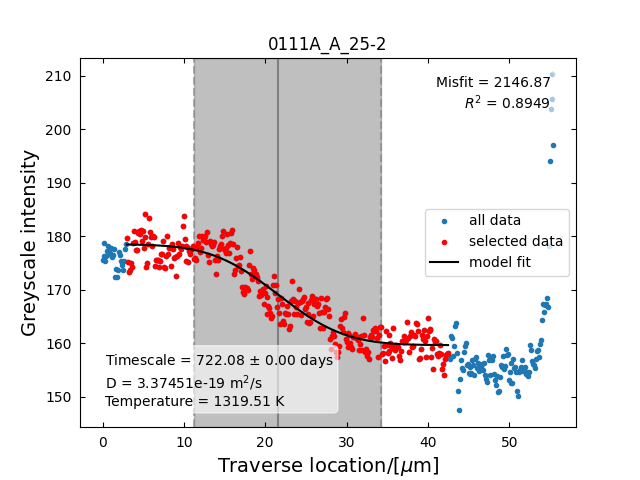 0111A_A_25-2
Misfit = 2146.87
R² = 0.8949
210
200
190
180
170
160
150
Greyscale intensity
all data
selected data
model fit
Timescale = 722.08 ± 0.00 days
D = 3.37451e-19 m²/s
Temperature = 1319.51 K
0 10 20 30 40 50
Traverse location/[μm]